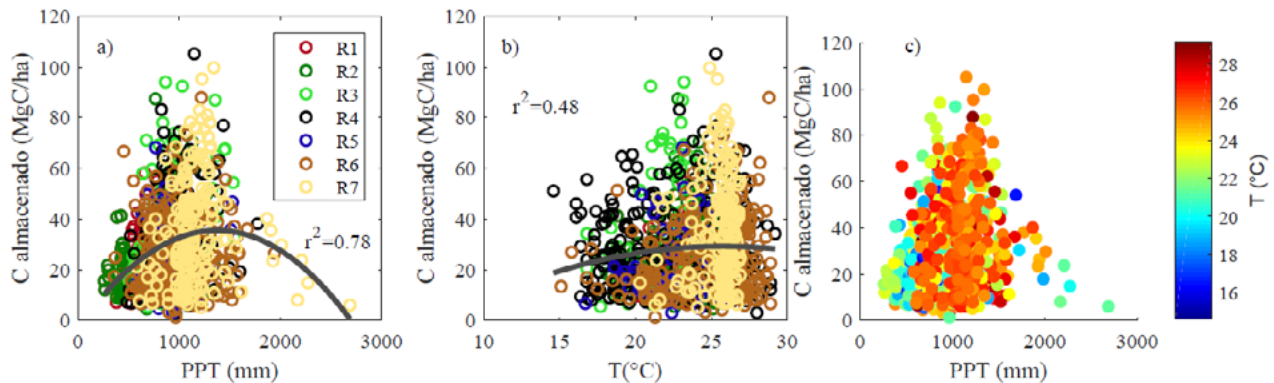 a)
C almacenado (MgC/ha)
120
100
80
60
40
20
0
0
1000
2000
3000
PPT (mm)
R1
R2
R3
R4
R5
R6
R7
r²=0.78
b)
C almacenado (MgC/ha)
120
100
80
60
40
20
0
10
15
20
25
30
T(°C)
r²=0.48
c)
C almacenado (MgC/ha)
120
100
80
60
40
20
0
0
1000
2000
3000
PPT (mm)
28
26
24
22
20
18
16
T (°C)